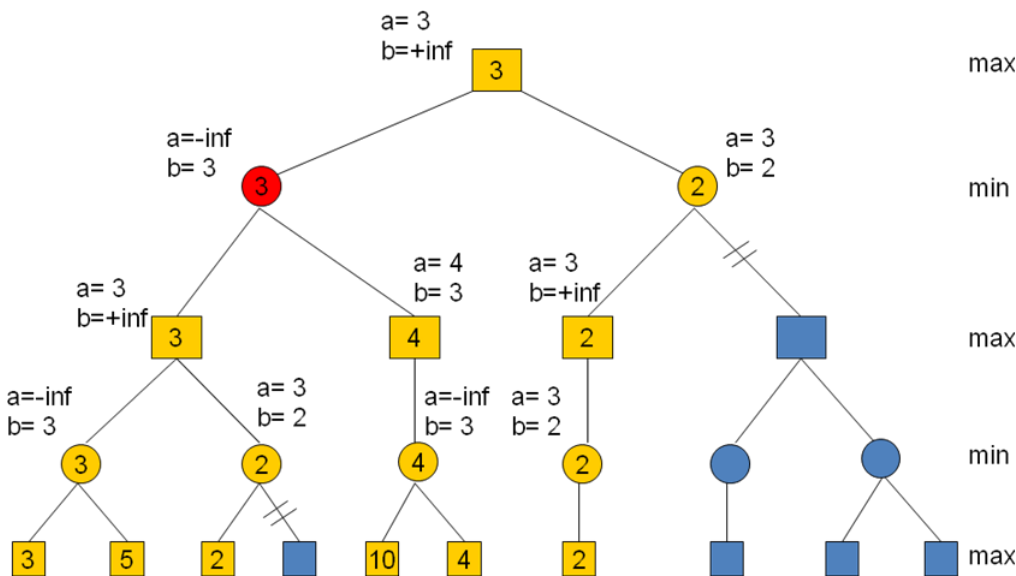 a= 3
b=+inf
3
max
a=-inf
b= 3
3
a= 3
b= 2
2
min
a= 3
b=+inf
3
a= 4
b= 3
4
a= 3
b=+inf
2
max
a=-inf
b= 3
3
a= 3
b= 2
2
a=-inf
b= 3
4
a= 3
b= 2
2
min
3
5
2
10
4
2
max